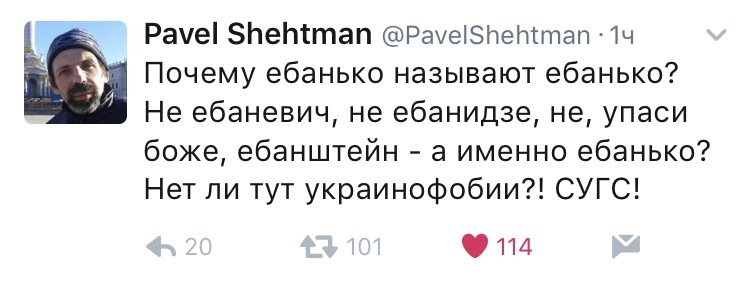 Pavel Shehtman @PavelShehtman · 1ч
Почему ебанько называют ебанько?
Не ебаневич, не ебанидзе, не, упаси
боже, ебанштейн - а именно ебанько?
Нет ли тут украинофобии?! СУГС!
20 101 114